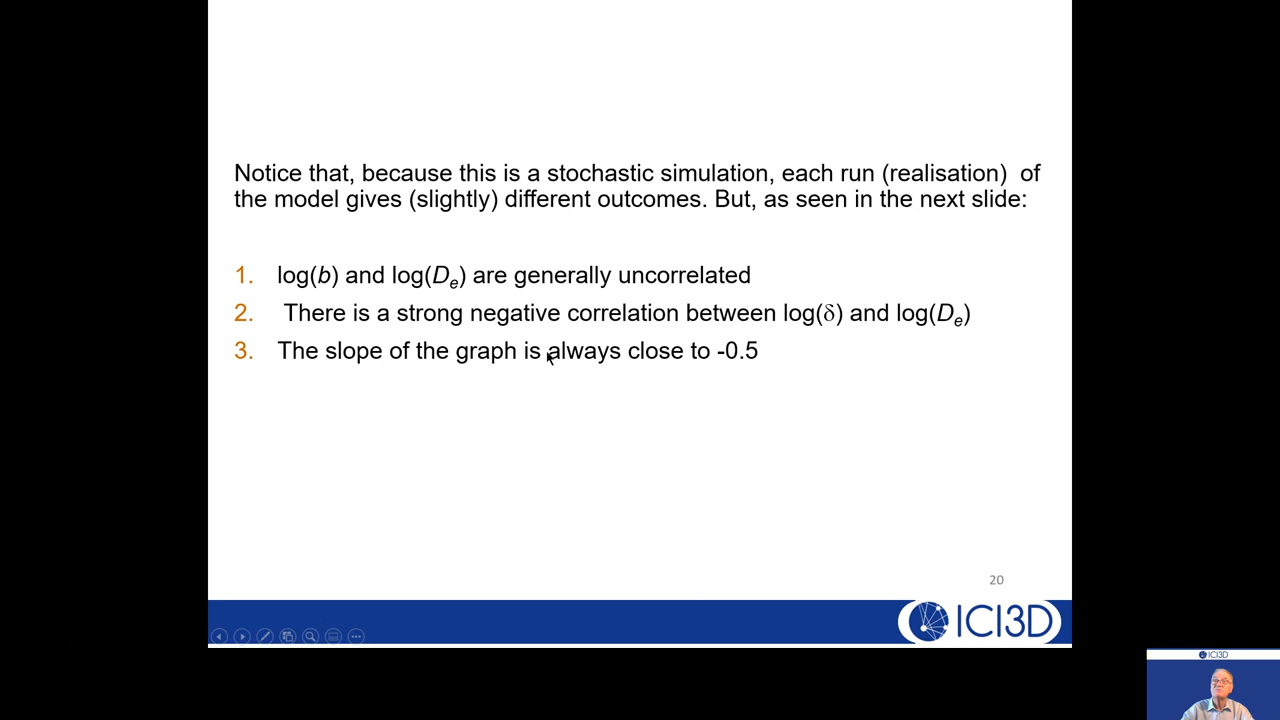 Notice that, because this is a stochastic simulation, each run (realisation) of
the model gives (slightly) different outcomes. But, as seen in the next slide:
1. log(b) and log(Dₑ) are generally uncorrelated
2. There is a strong negative correlation between log(δ) and log(Dₑ)
3. The slope of the graph is always close to -0.5
20
ICI3D
ICI3D